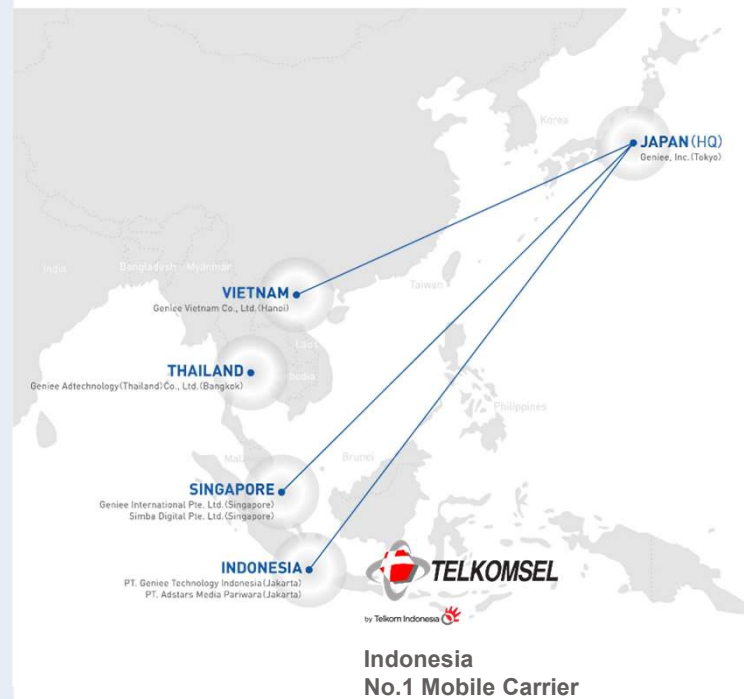 Korea
JAPAN(HQ)
Geniee, Inc.(Tokyo)
India
Bangladesh
Myanmar
Taiwan
VIETNAM
Geniee Vietnam Co., Ltd.(Hanoi)
Laos
THAILAND
Geniee Adtechnology(Thailand)Co., Ltd.(Bangkok)
Philippines
Brunei
SINGAPORE
Geniee International Pte. Ltd.(Singapore)
Simba Digital Pte. Ltd.(Singapore)
INDONESIA
PT. Geniee Technology Indonesia(Jakarta)
PT. Adstars Media Pariwara(Jakarta)
TELKOMSEL
by Telkom Indonesia
Indonesia
No.1 Mobile Carrier